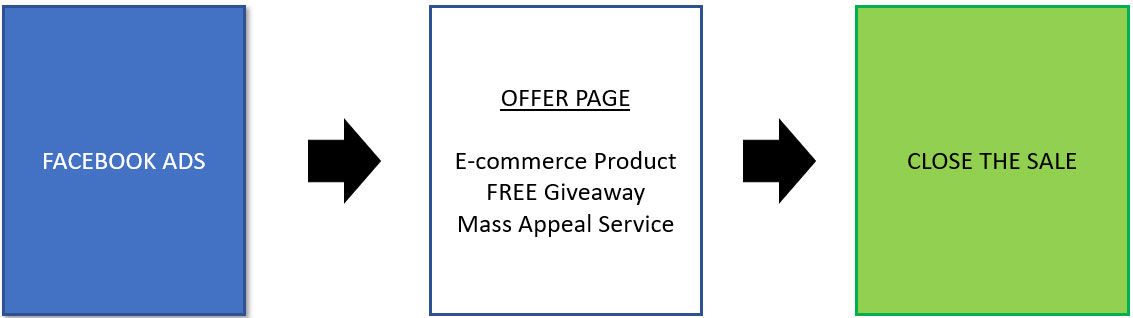 FACEBOOK ADS
OFFER PAGE
E-commerce Product
FREE Giveaway
Mass Appeal Service
CLOSE THE SALE